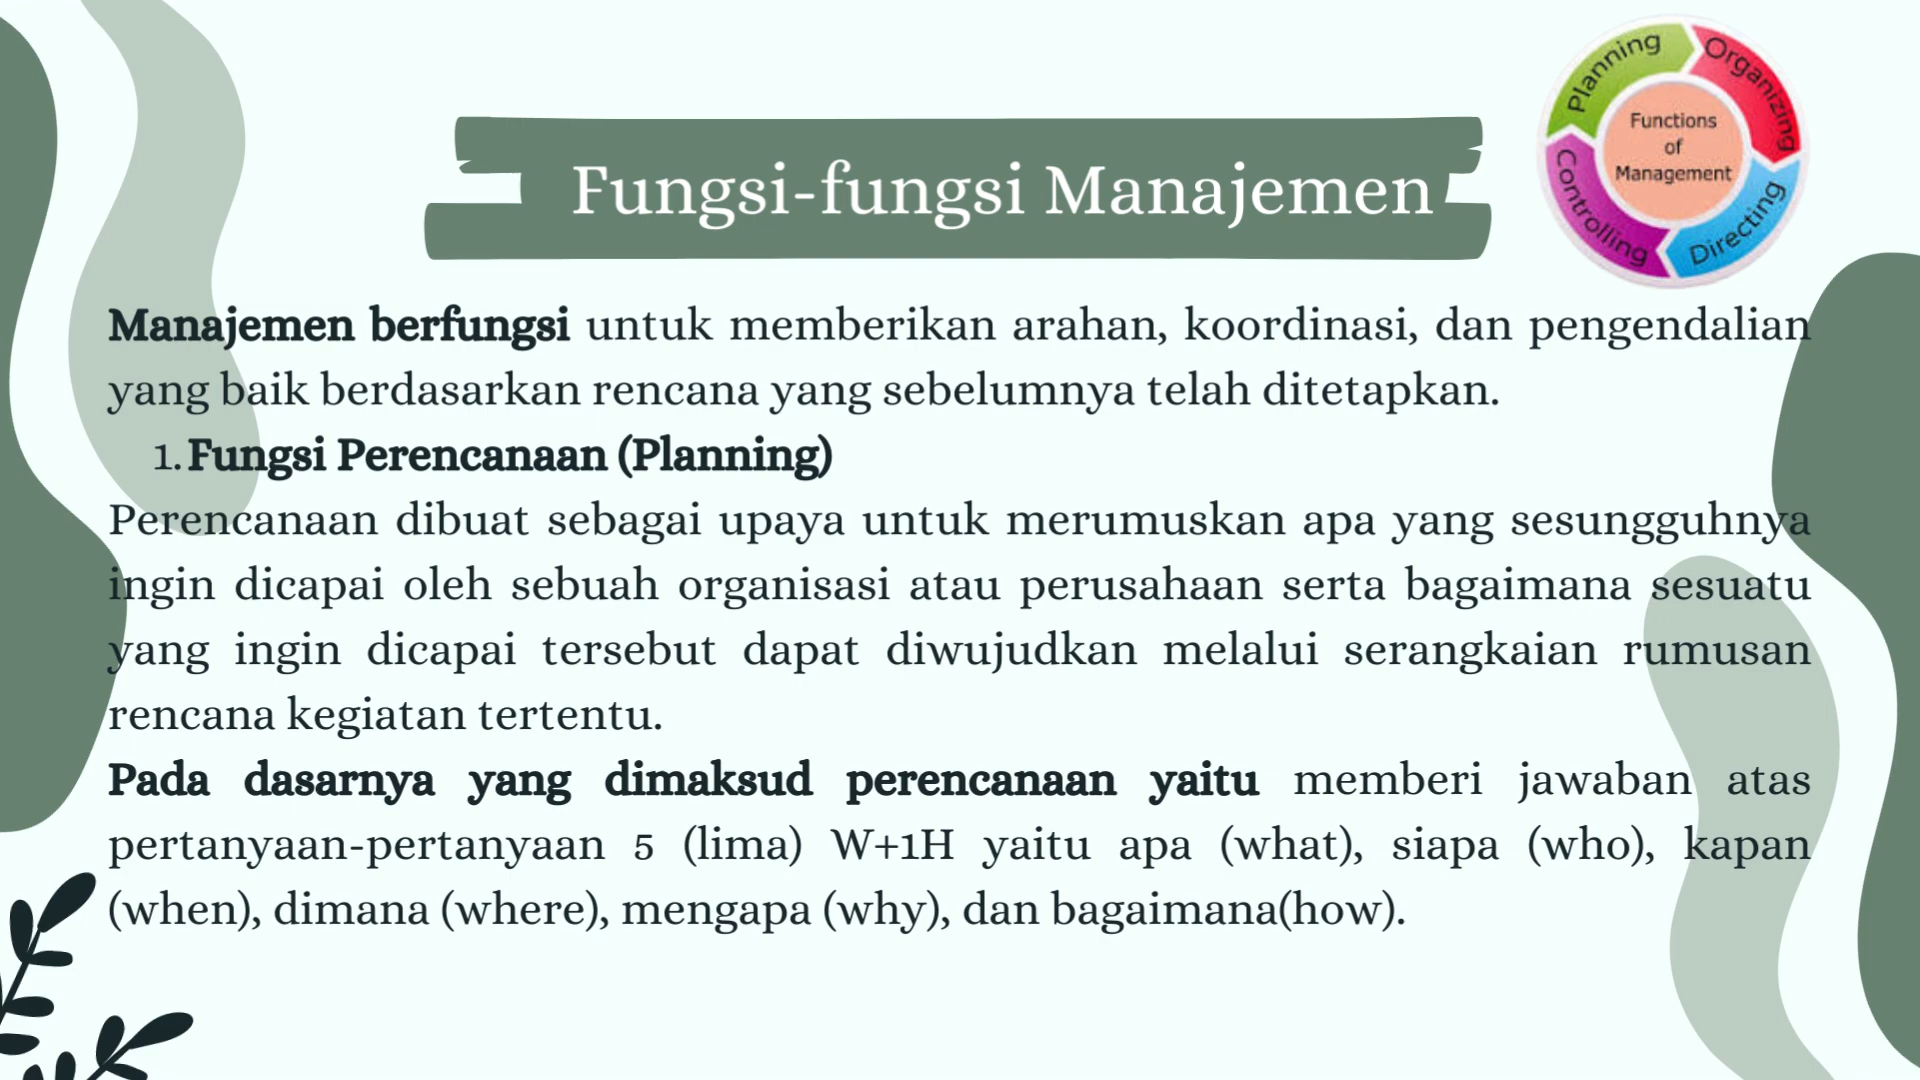 Planning
Organizing
Functions
of
Management
Controlling
Directing
Fungsi-fungsi Manajemen
Manajemen berfungsi untuk memberikan arahan, koordinasi, dan pengendalian
yang baik berdasarkan rencana yang sebelumnya telah ditetapkan.
1. Fungsi Perencanaan (Planning)
Perencanaan dibuat sebagai upaya untuk merumuskan apa yang sesungguhnya
ingin dicapai oleh sebuah organisasi atau perusahaan serta bagaimana sesuatu
yang ingin dicapai tersebut dapat diwujudkan melalui serangkaian rumusan
rencana kegiatan tertentu.
Pada dasarnya yang dimaksud perencanaan yaitu memberi jawaban atas
pertanyaan-pertanyaan 5 (lima) W+1H yaitu apa (what), siapa (who), kapan
(when), dimana (where), mengapa (why), dan bagaimana(how).